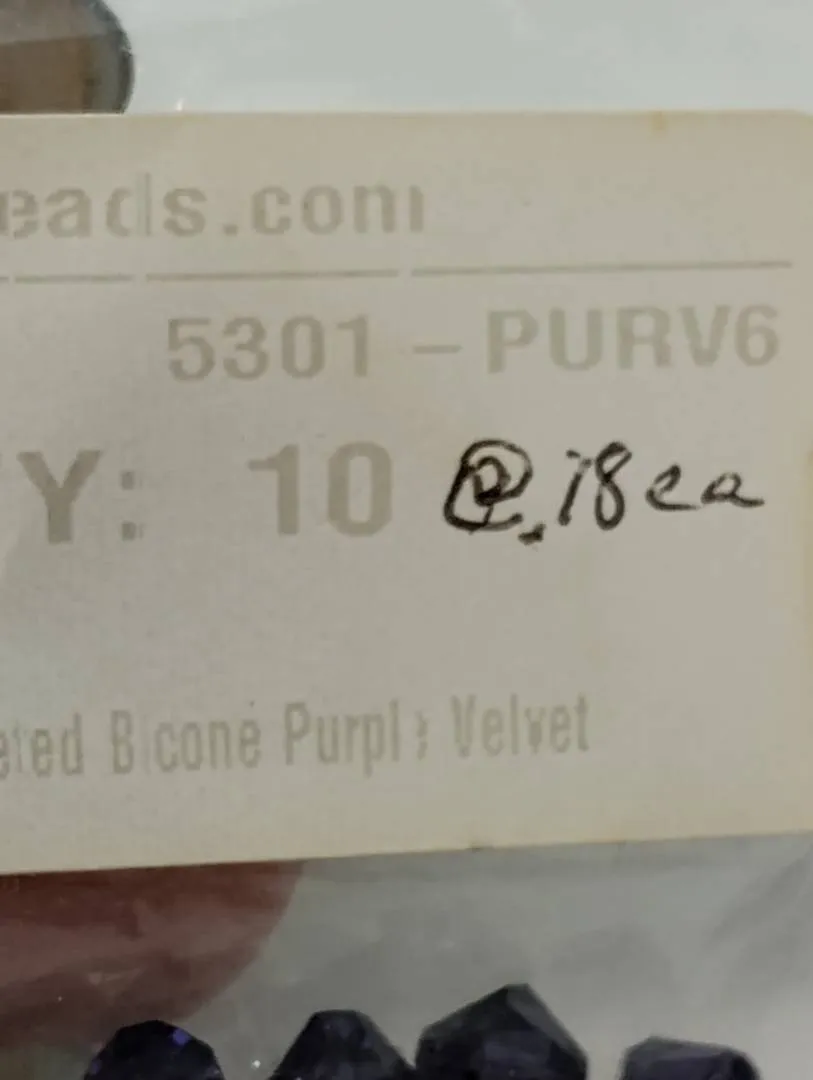 eads.com
5301-PURV6
Y: 10 @.18ea
eted Bicone Purple Velvet